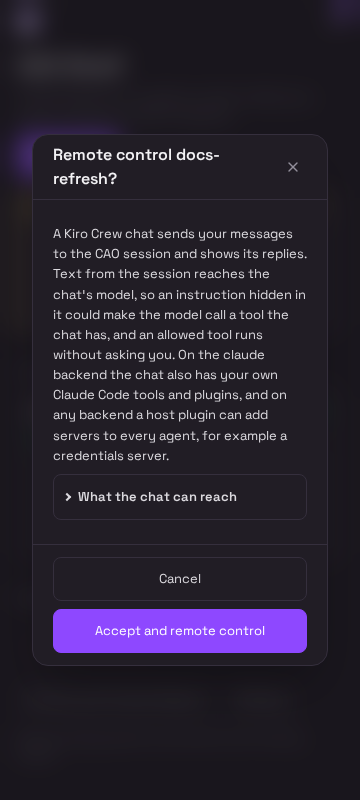 Remote control docs-
refresh?
A Kiro Crew chat sends your messages
to the CAO session and shows its replies.
Text from the session reaches the
chat's model, so an instruction hidden in
it could make the model call a tool the
chat has, and an allowed tool runs
without asking you. On the claude
backend the chat also has your own
Claude Code tools and plugins, and on
any backend a host plugin can add
servers to every agent, for example a
credentials server.
What the chat can reach
Cancel
Accept and remote control